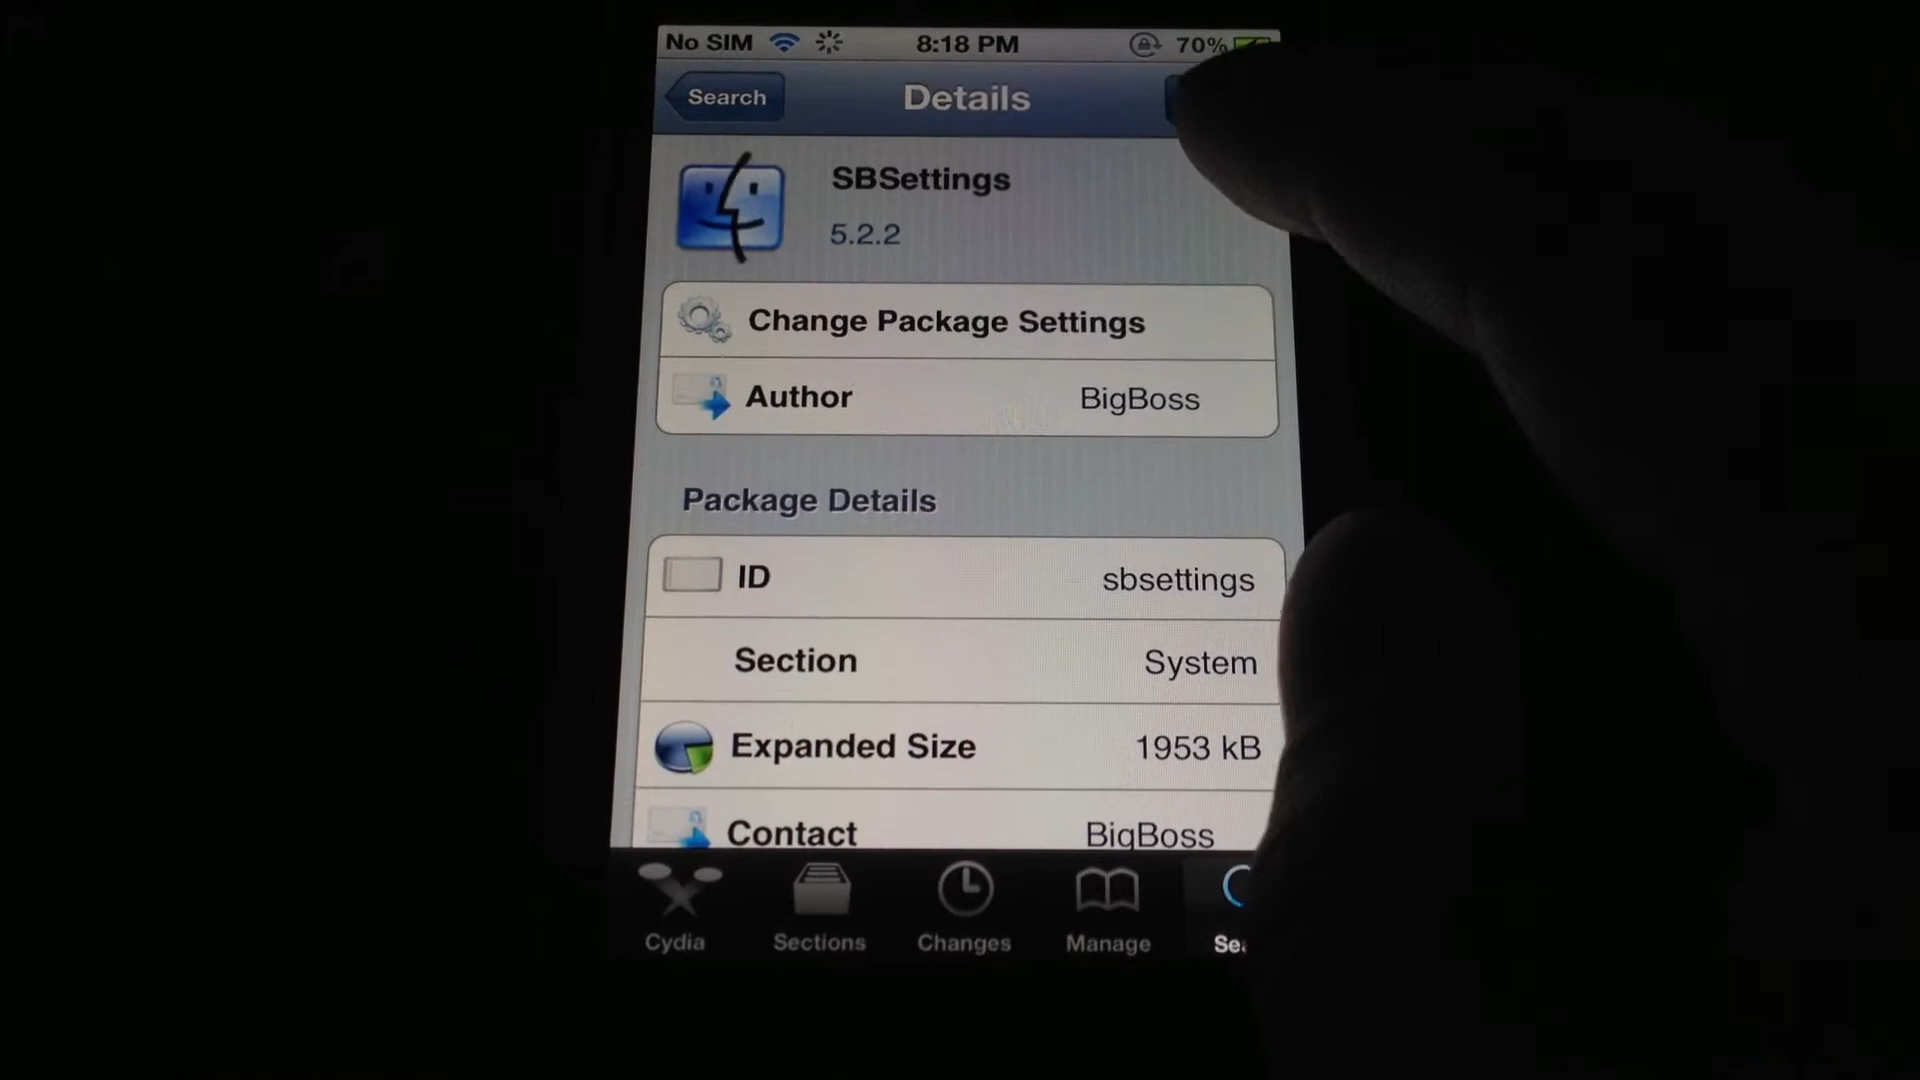 No SIM 8:18 PM 70%
Search Details
SBSettings
5.2.2
Change Package Settings
Author BigBoss
Package Details
ID sbsettings
Section System
Expanded Size 1953 kB
Contact BigBoss
Cydia Sections Changes Manage